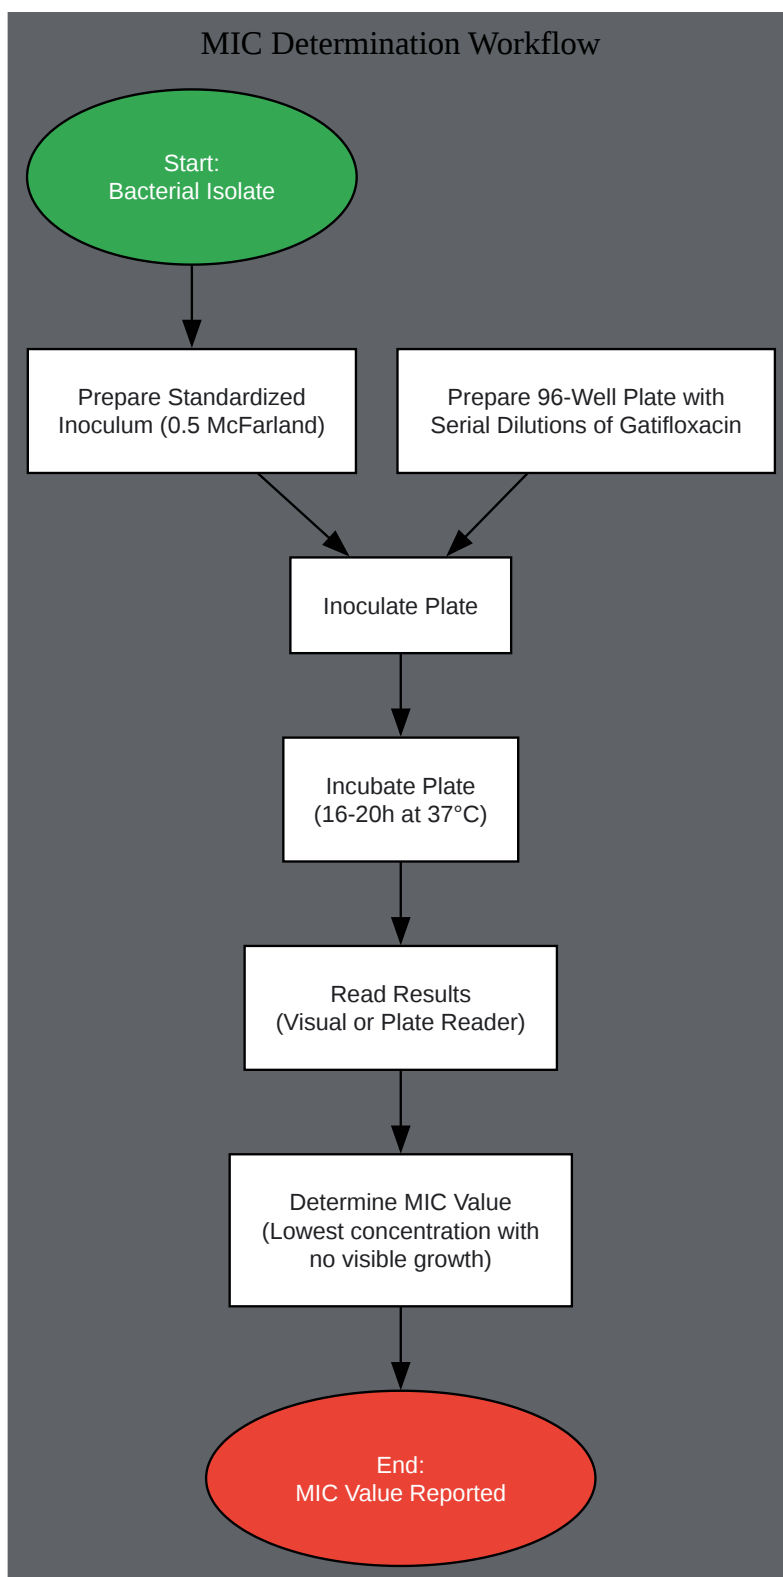 MIC Determination Workflow
Start:
Bacterial Isolate
Prepare Standardized
Inoculum (0.5 McFarland)
Prepare 96-Well Plate with
Serial Dilutions of Gatifloxacin
Inoculate Plate
Incubate Plate
(16-20h at 37°C)
Read Results
(Visual or Plate Reader)
Determine MIC Value
(Lowest concentration with
no visible growth)
End:
MIC Value Reported